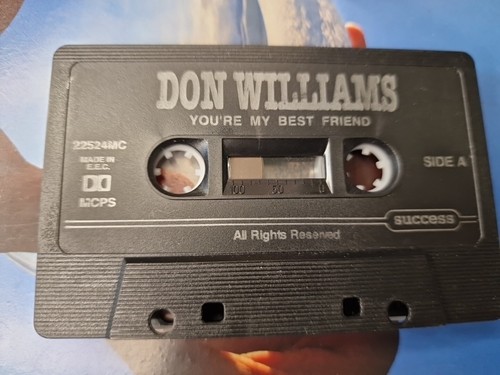 DON WILLIAMS
YOU'RE MY BEST FRIEND
22524MC
MADE IN
E.E.C.
MCPS
SIDE A
100 50 0
success
All Rights Reserved